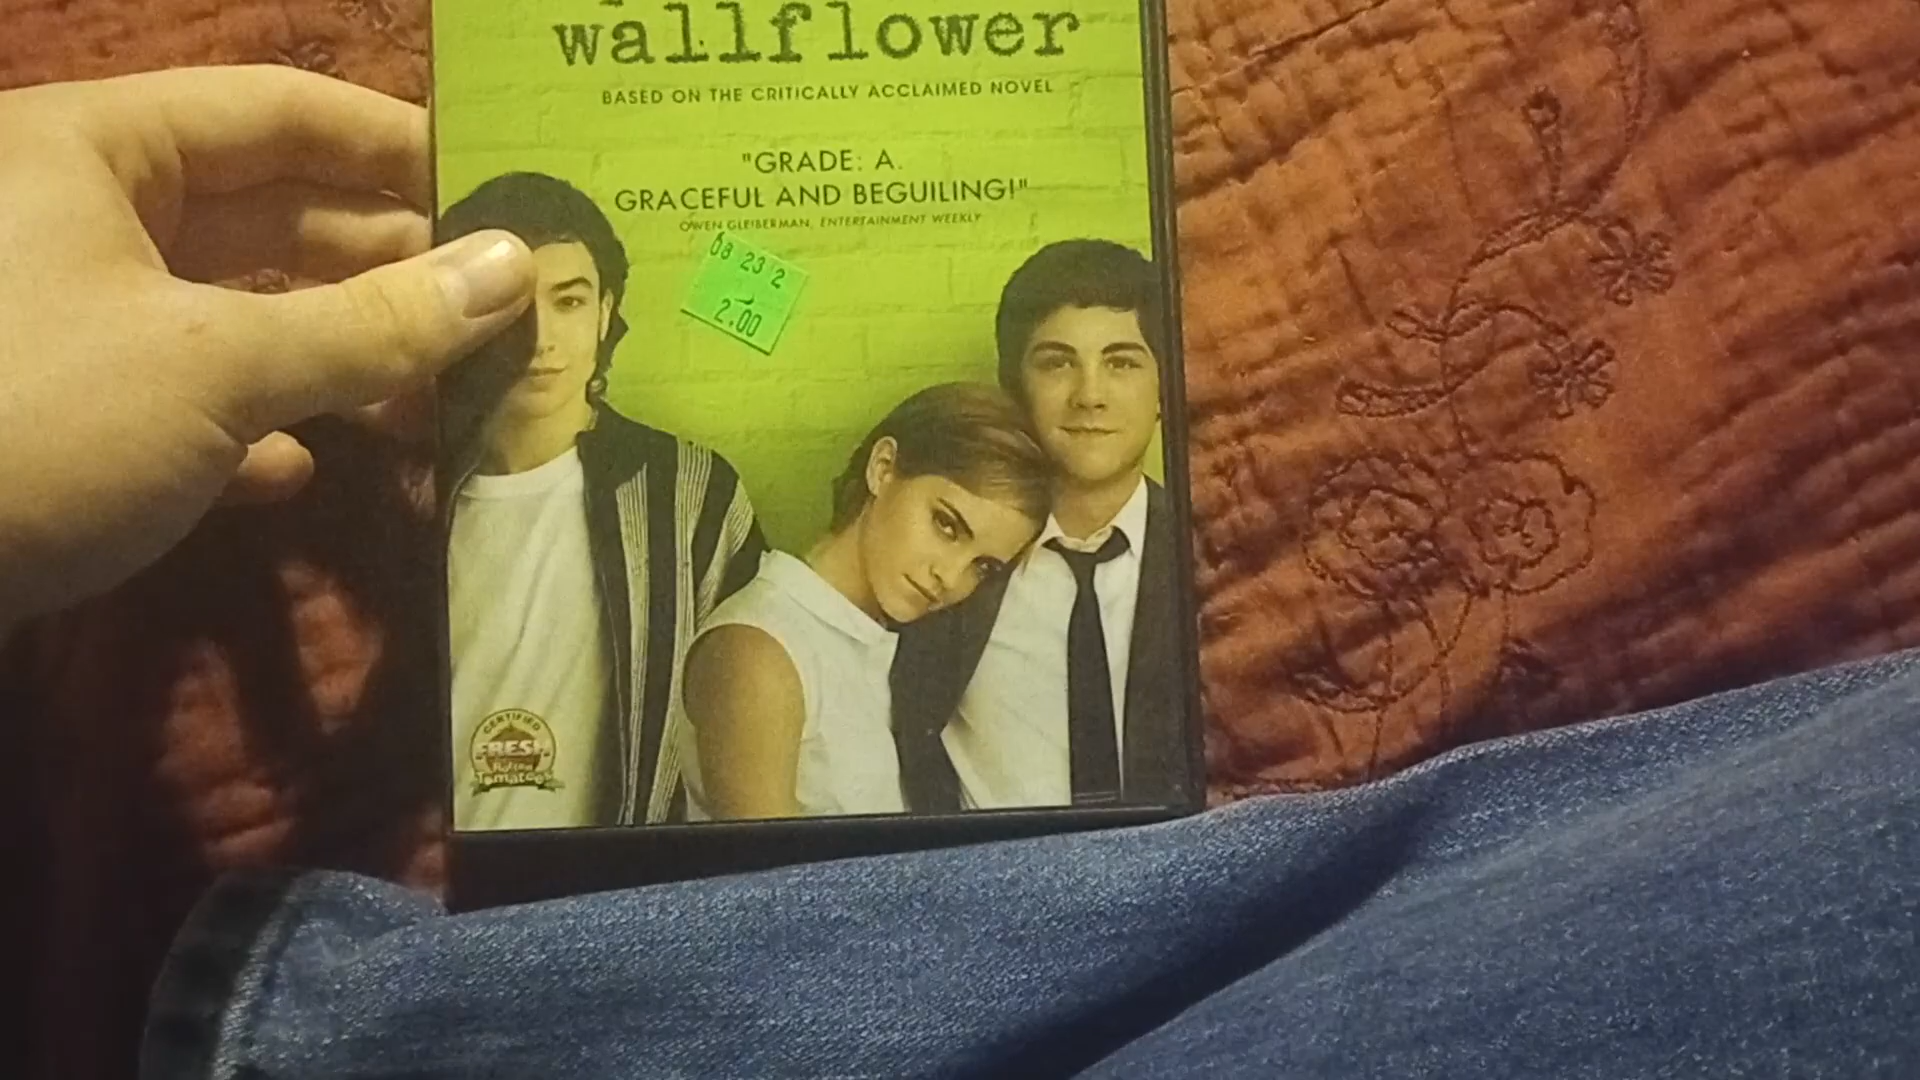 wallflower
BASED ON THE CRITICALLY ACCLAIMED NOVEL
"GRADE: A.
GRACEFUL AND BEGUILING!"
OWEN GLEIBERMAN, ENTERTAINMENT WEEKLY
08 23 2
2.00
CERTIFIED
FRESH
Rotten
Tomatoes